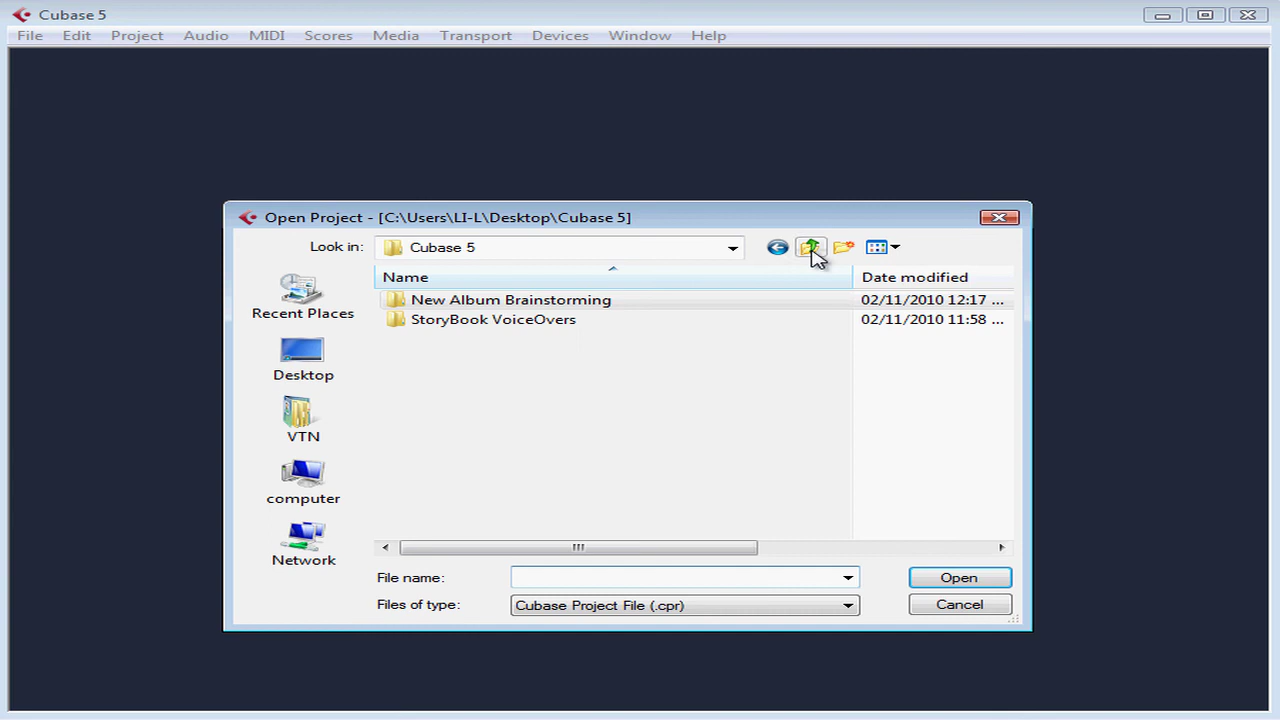 Cubase 5
File Edit Project Audio MIDI Scores Media Transport Devices Window Help
Open Project - [C:\Users\LI-L\Desktop\Cubase 5]
Look in: Cubase 5
Name Date modified
New Album Brainstorming 02/11/2010 12:17 ...
StoryBook VoiceOvers 02/11/2010 11:58 ...
Recent Places
Desktop
VTN
computer
Network
File name: Open
Files of type: Cubase Project File (.cpr) Cancel